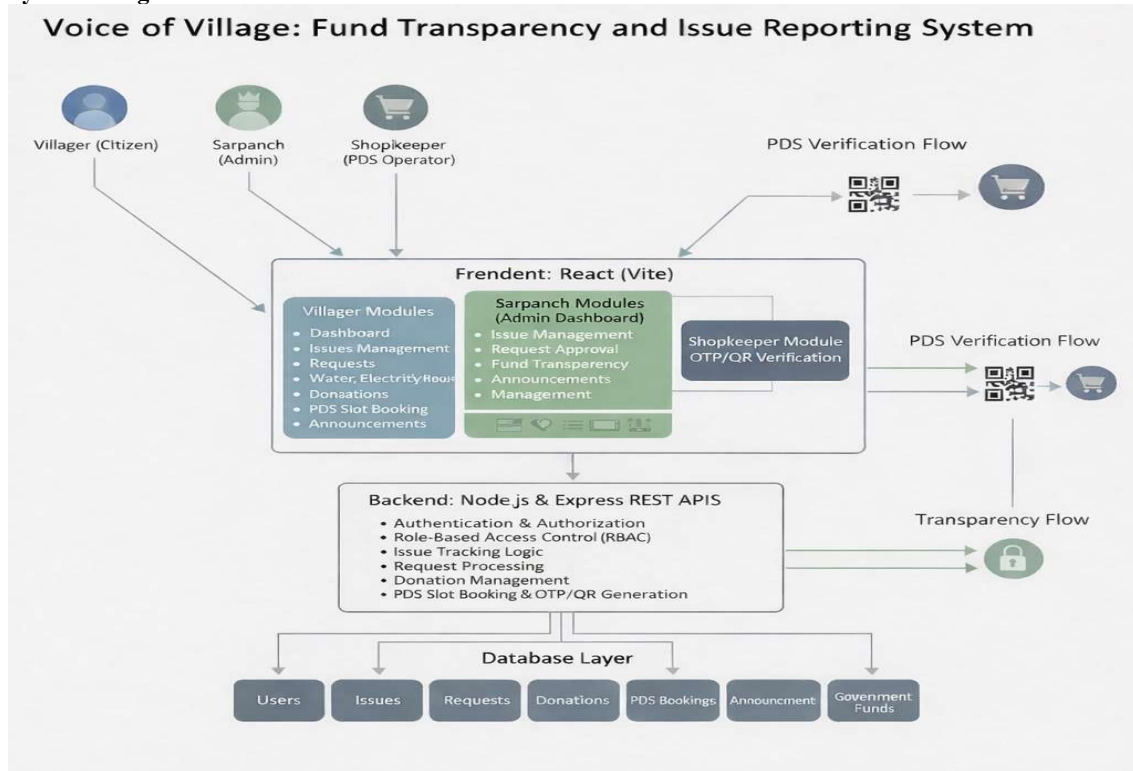 Voice of Village: Fund Transparency and Issue Reporting System
Villager (Citizen)
Sarpanch
(Admin)
Shopkeeper
(PDS Operator)
PDS Verification Flow
Frendent: React (Vite)
Villager Modules
• Dashboard
• Issues Management
• Requests
• Water, Electrify
• Donsations
• PDS Slot Booking
• Announcements
Sarpanch Modules
(Admin Dashboard)
• Issue Management
• Request Approval
• Fund Transparency
• Announcements
• Management
Shopkeeper Module
OTP/QR Verification
PDS Verification Flow
Backend: Node.js & Express REST APIS
• Authentication & Authorization
• Role-Based Access Control (RBAC)
• Issue Tracking Logic
• Request Processing
• Donation Management
• PDS Slot Booking & OTP/QR Generation
Transparency Flow
Database Layer
Users
Issues
Requests
Donations
PDS Bookings
Announcment
Government
Funds